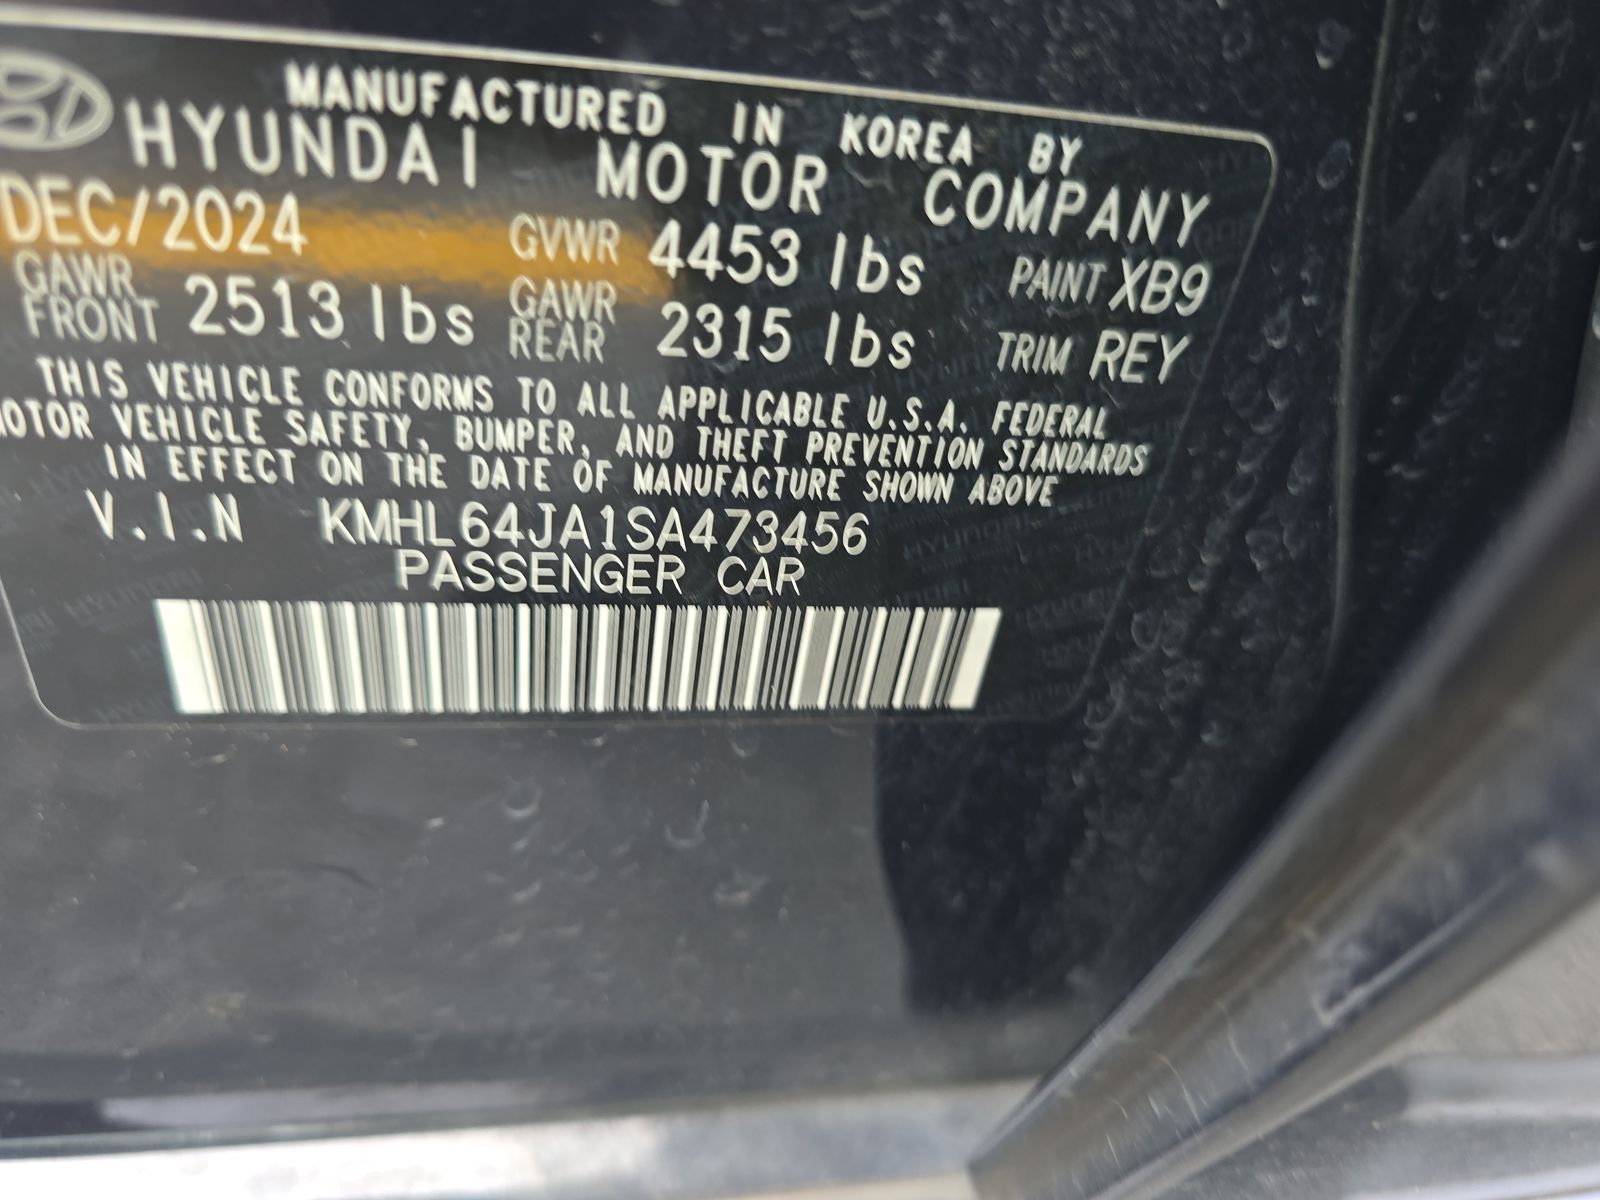 MANUFACTURED IN KOREA BY
HYUNDAI MOTOR COMPANY
DEC/2024 GVWR 4453 lbs PAINT XB9
GAWR FRONT 2513 lbs GAWR REAR 2315 lbs TRIM REY
THIS VEHICLE CONFORMS TO ALL APPLICABLE U.S.A. FEDERAL
MOTOR VEHICLE SAFETY, BUMPER, AND THEFT PREVENTION STANDARDS
IN EFFECT ON THE DATE OF MANUFACTURE SHOWN ABOVE
V.I.N KMHL64JA1SA473456
PASSENGER CAR